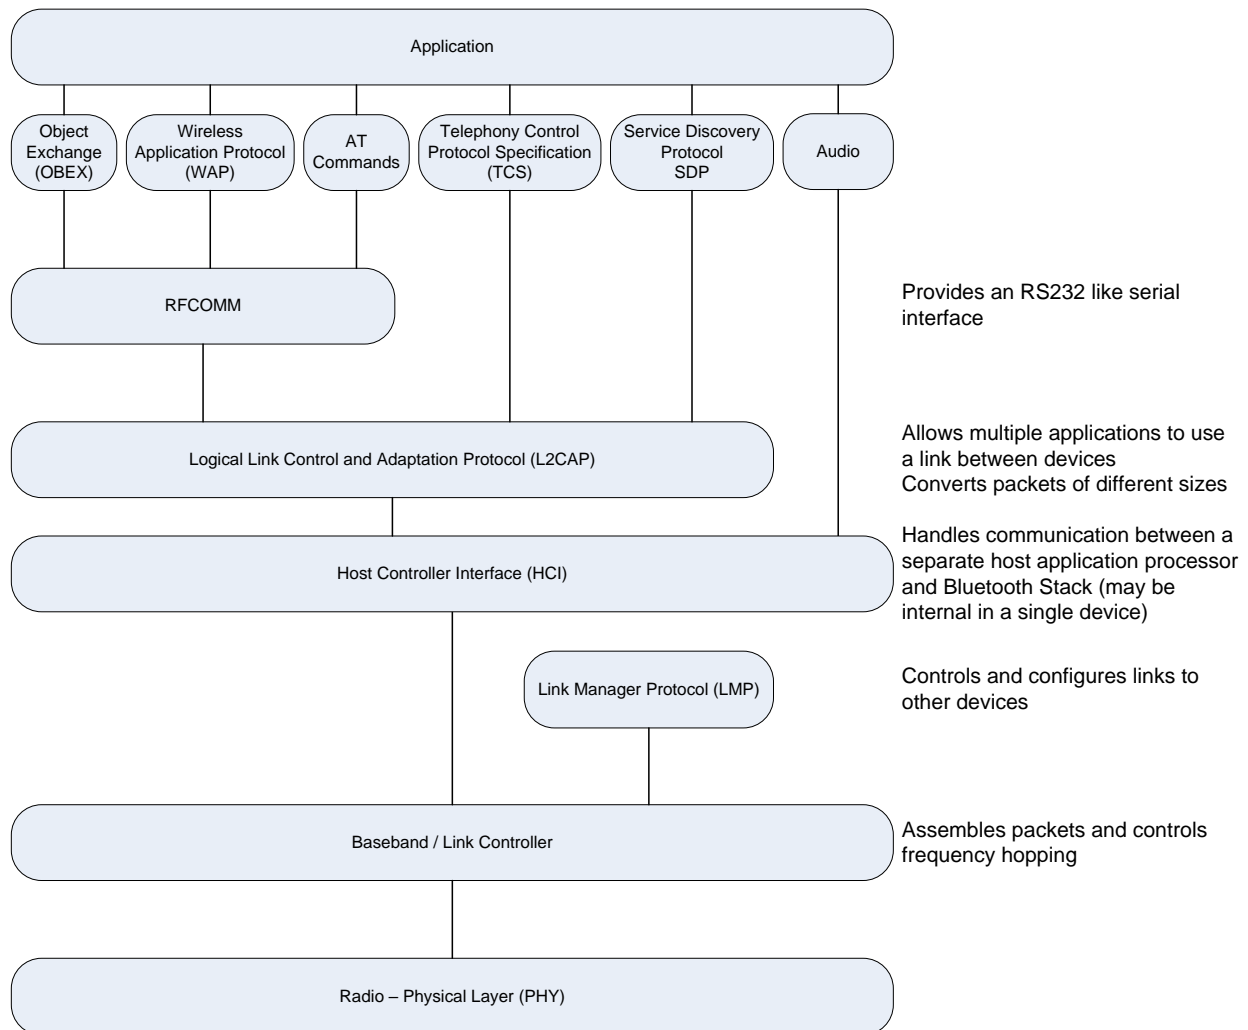 Application
Object
Exchange
(OBEX)
Wireless
Application Protocol
(WAP)
AT
Commands
Telephony Control
Protocol Specification
(TCS)
Service Discovery
Protocol
SDP
Audio
RFCOMM
Provides an RS232 like serial
interface
Logical Link Control and Adaptation Protocol (L2CAP)
Allows multiple applications to use
a link between devices
Converts packets of different sizes
Host Controller Interface (HCI)
Handles communication between a
separate host application processor
and Bluetooth Stack (may be
internal in a single device)
Link Manager Protocol (LMP)
Controls and configures links to
other devices
Baseband / Link Controller
Assembles packets and controls
frequency hopping
Radio – Physical Layer (PHY)